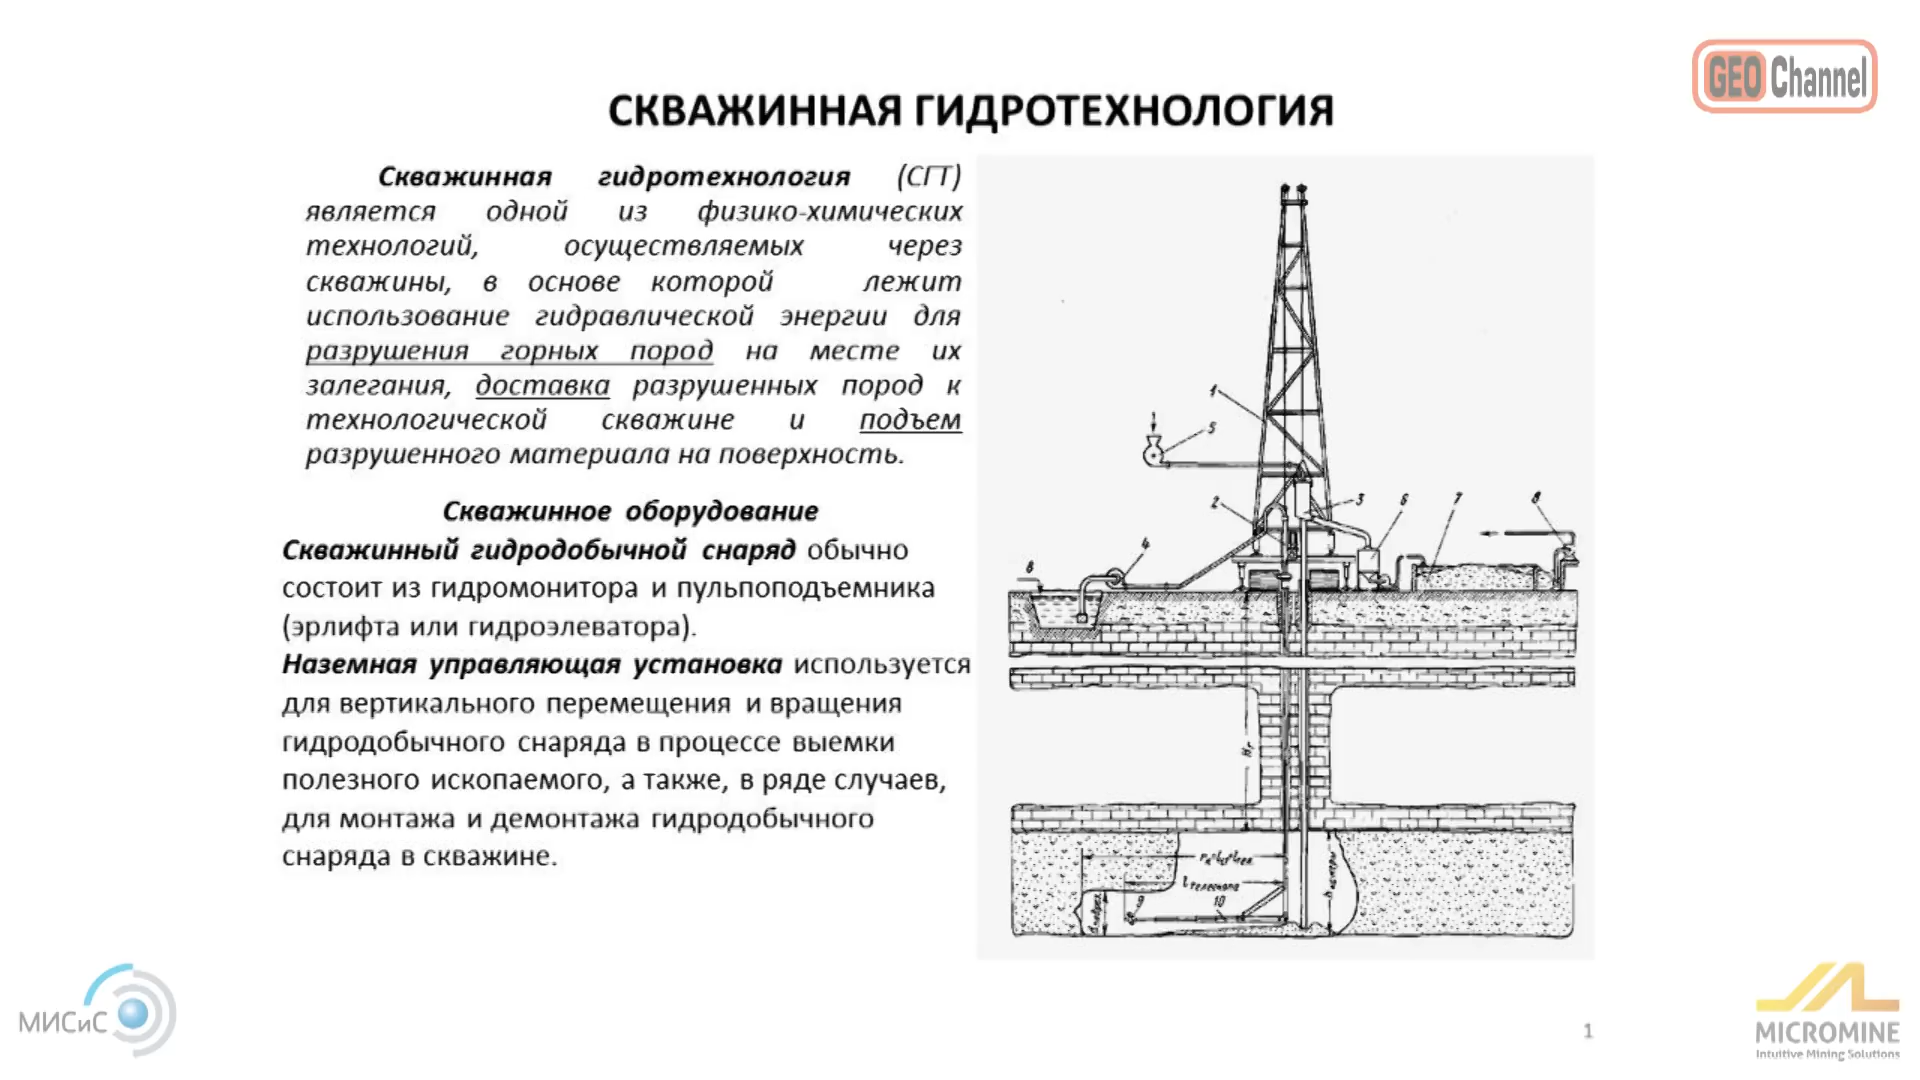 GEO Channel
СКВАЖИННАЯ ГИДРОТЕХНОЛОГИЯ
Скважинная гидротехнология (СГТ)
является одной из физико-химических
технологий, осуществляемых через
скважины, в основе которой лежит
использование гидравлической энергии для
разрушения горных пород на месте их
залегания, доставка разрушенных пород к
технологической скважине и подъем
разрушенного материала на поверхность.
Скважинное оборудование
Скважинный гидродобычной снаряд обычно
состоит из гидромонитора и пульпоподъемника
(эрлифта или гидроэлеватора).
Наземная управляющая установка используется
для вертикального перемещения и вращения
гидродобычного снаряда в процессе выемки
полезного ископаемого, а также, в ряде случаев,
для монтажа и демонтажа гидродобычного
снаряда в скважине.
1
5
2
3
6
7
8
4
в
Hг
l телескопа
h камеры
9
10
МИСиС
1
MICROMINE
Intuitive Mining Solutions